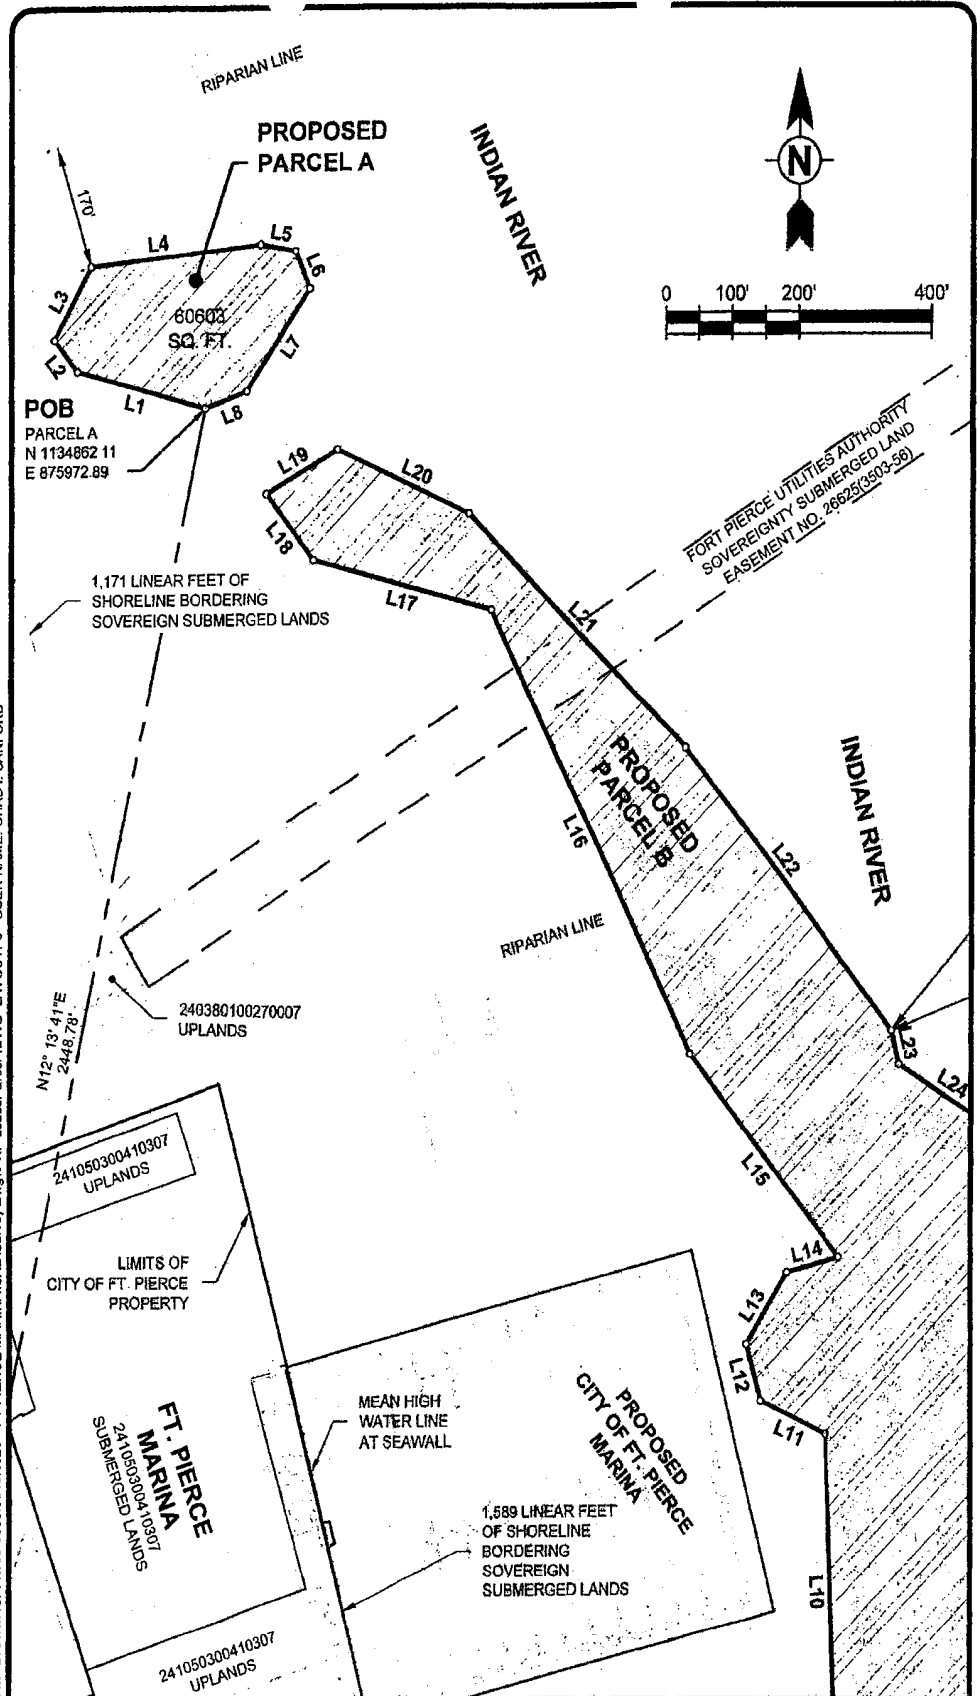 RIPARIAN LINE
PROPOSED
PARCEL A
INDIAN RIVER
N
170'
L4
L5
L6
L3
60603
SQ. FT.
L7
L2
L1
L8
0 100' 200' 400'
POB
PARCEL A
N 1134862 11
E 875972.89
L19
L20
L18
L17
FORT PIERCE UTILITIES AUTHORITY
SOVEREIGNTY SUBMERGED LAND
EASEMENT NO. 26625(3503-56)
1,171 LINEAR FEET OF
SHORELINE BORDERING
SOVEREIGN SUBMERGED LANDS
L21
PROPOSED
PARCEL B
INDIAN RIVER
L16
L22
RIPARIAN LINE
240380100270007
UPLANDS
N12° 13' 41"E
2448.78'
L23
L24
241050300410307
UPLANDS
L15
LIMITS OF
CITY OF FT. PIERCE
PROPERTY
L14
L13
L12
L11
MEAN HIGH
WATER LINE
AT SEAWALL
PROPOSED
CITY OF FT. PIERCE
MARINA
FT. PIERCE
MARINA
241050300410307
SUBMERGED LANDS
1,589 LINEAR FEET
OF SHORELINE
BORDERING
SOVEREIGN
SUBMERGED LANDS
L10
241050300410307
UPLANDS